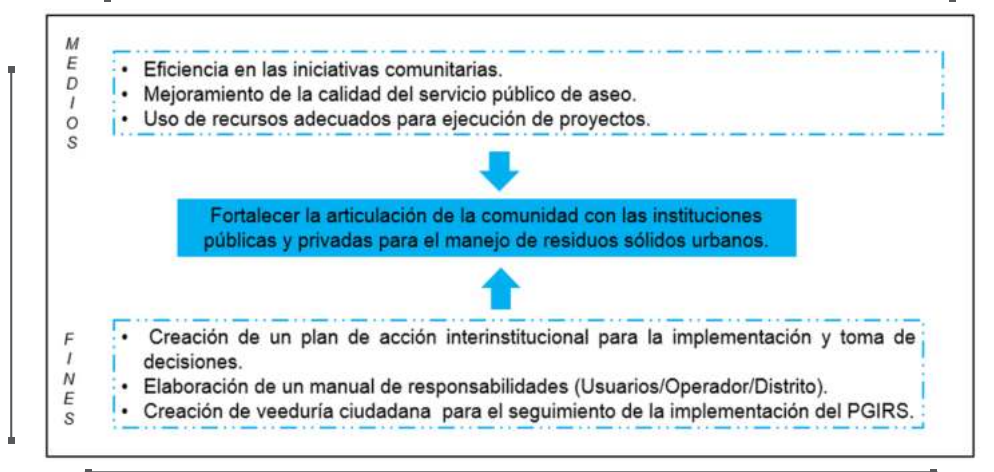 MEDIOS
• Eficiencia en las iniciativas comunitarias.
• Mejoramiento de la calidad del servicio público de aseo.
• Uso de recursos adecuados para ejecución de proyectos.
Fortalecer la articulación de la comunidad con las instituciones
públicas y privadas para el manejo de residuos sólidos urbanos.
FINES
• Creación de un plan de acción interinstitucional para la implementación y toma de
decisiones.
• Elaboración de un manual de responsabilidades (Usuarios/Operador/Distrito).
• Creación de veeduría ciudadana para el seguimiento de la implementación del PGIRS.